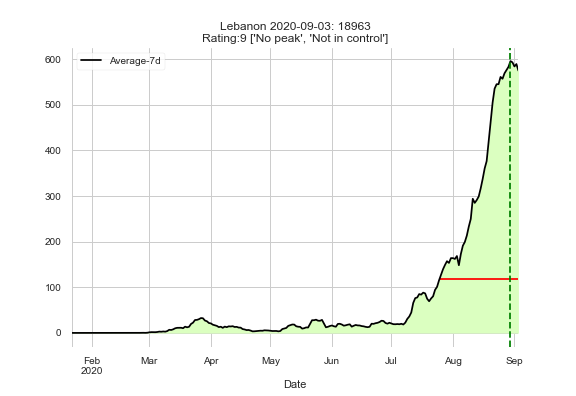 Lebanon 2020-09-03: 18963
Rating:9 ['No peak', 'Not in control']
Average-7d
600
500
400
300
200
100
0
Feb Mar Apr May Jun Jul Aug Sep
2020
Date